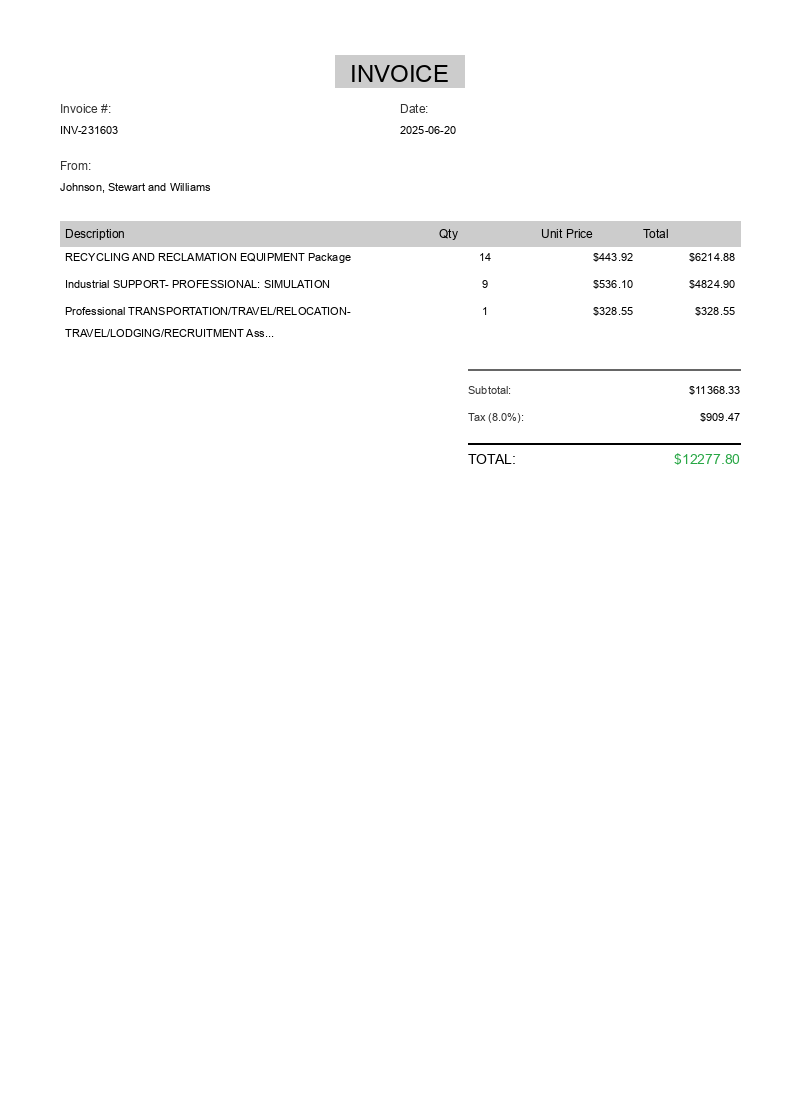 INVOICE
Invoice #: Date:
INV-231603 2025-06-20
From:
Johnson, Stewart and Williams
Description Qty Unit Price Total
RECYCLING AND RECLAMATION EQUIPMENT Package 14 $443.92 $6214.88
Industrial SUPPORT- PROFESSIONAL: SIMULATION 9 $536.10 $4824.90
Professional TRANSPORTATION/TRAVEL/RELOCATION- 1 $328.55 $328.55
TRAVEL/LODGING/RECRUITMENT Ass...
Subtotal: $11368.33
Tax (8.0%): $909.47
TOTAL: $12277.80